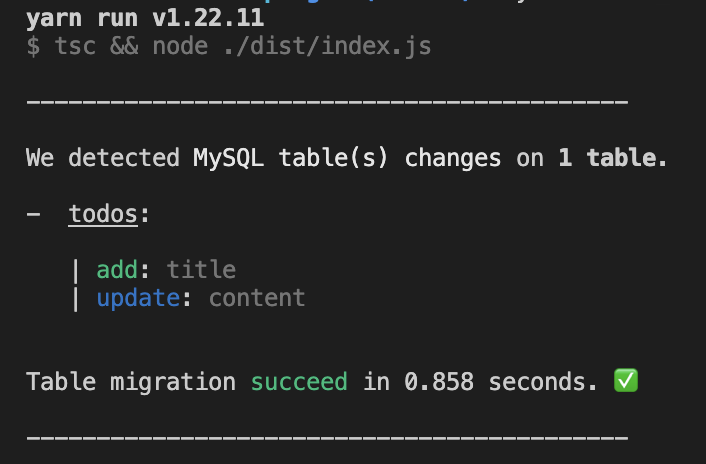 yarn run v1.22.11
$ tsc && node ./dist/index.js
-------------------------------------------
We detected MySQL table(s) changes on 1 table.
-  todos:
| add: title
| update: content
Table migration succeed in 0.858 seconds. ✅
-------------------------------------------